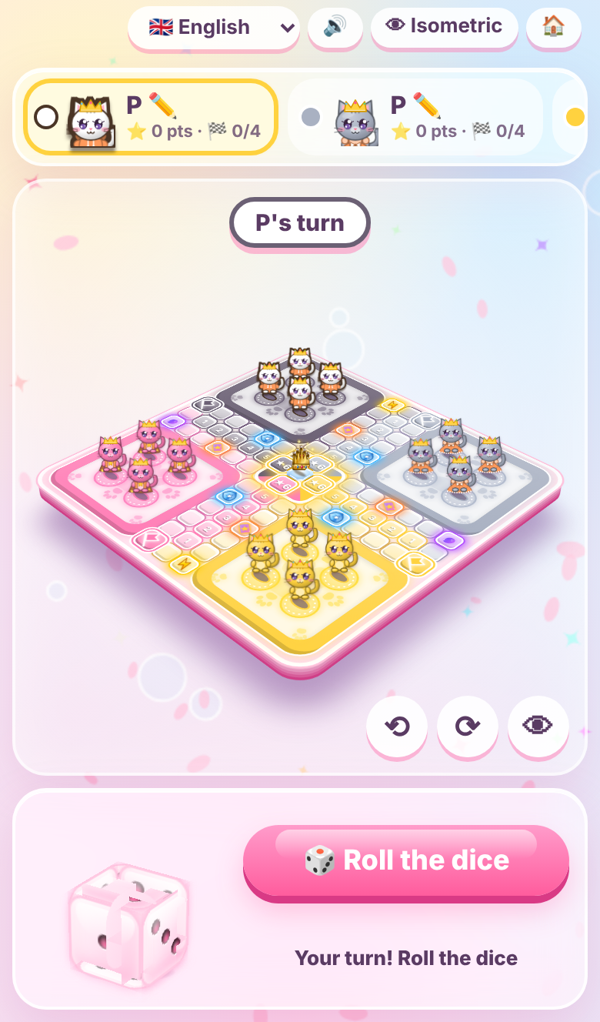 English
Isometric
P
0 pts · 0/4
P
0 pts · 0/4
P's turn
Roll the dice
Your turn! Roll the dice